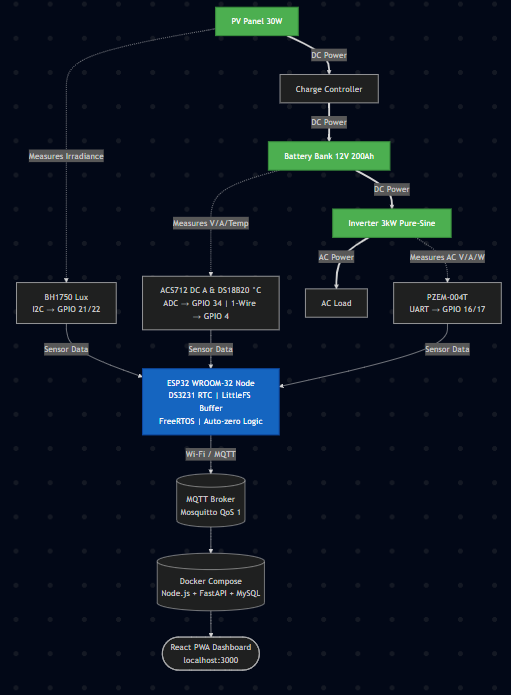 PV Panel 30W
DC Power
Charge Controller
DC Power
Battery Bank 12V 200Ah
Measures Irradiance
DC Power
Measures V/A/Temp
Inverter 3kW Pure-Sine
AC Power
Measures AC V/A/W
BH1750 Lux
I2C → GPIO 21/22
ACS712 DC A & DS18B20 °C
ADC → GPIO 34 | 1-Wire
→ GPIO 4
AC Load
PZEM-004T
UART → GPIO 16/17
Sensor Data
Sensor Data
Sensor Data
ESP32 WROOM-32 Node
DS3231 RTC | LittleFS
Buffer
FreeRTOS | Auto-zero Logic
Wi-Fi / MQTT
MQTT Broker
Mosquitto QoS 1
Docker Compose
Node.js + FastAPI + MySQL
React PWA Dashboard
localhost:3000